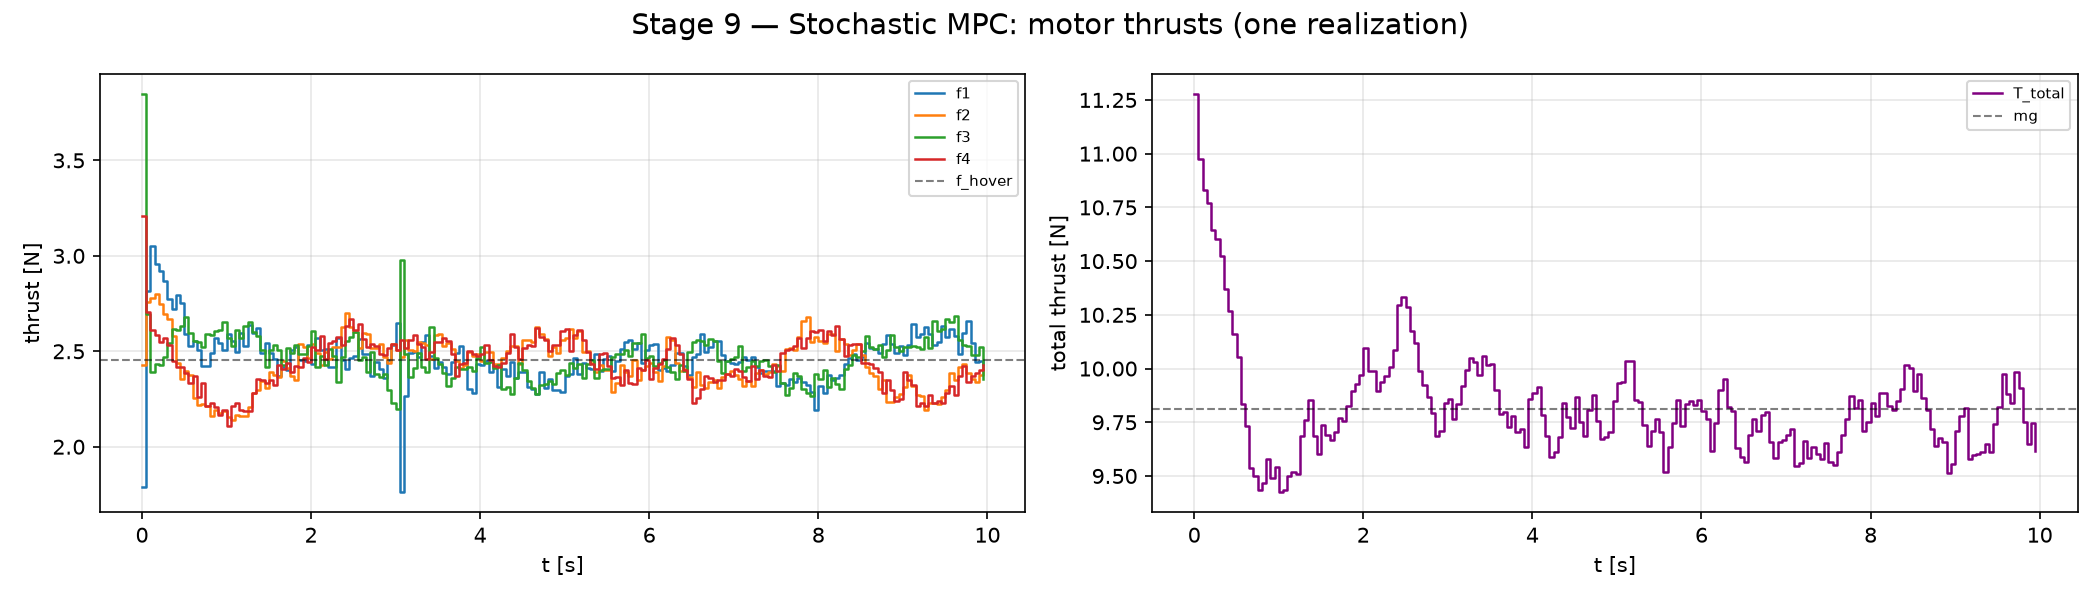 Stage 9 — Stochastic MPC: motor thrusts (one realization)
thrust [N]
3.5
3.0
2.5
2.0
0
2
4
6
8
10
t [s]
f1
f2
f3
f4
f_hover
total thrust [N]
11.25
11.00
10.75
10.50
10.25
10.00
9.75
9.50
0
2
4
6
8
10
t [s]
T_total
mg